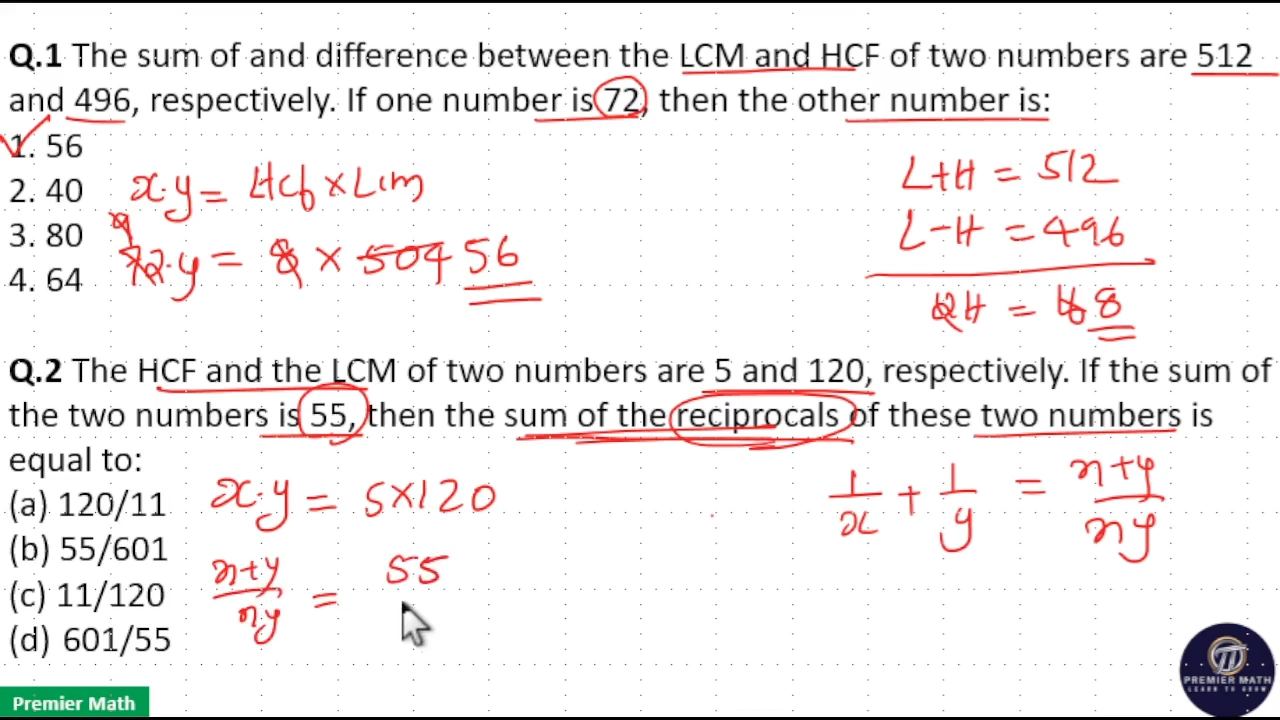 Q.1 The sum of and difference between the LCM and HCF of two numbers are 512
and 496, respectively. If one number is 72, then the other number is:
1. 56
2. 40
3. 80
4. 64
x.y = Hcf × Lcm
9
72.y = 8 × 504 56
L+H = 512
L-H = 496
2H = 16 8
Q.2 The HCF and the LCM of two numbers are 5 and 120, respectively. If the sum of
the two numbers is 55, then the sum of the reciprocals of these two numbers is
equal to:
(a) 120/11
(b) 55/601
(c) 11/120
(d) 601/55
x.y = 5×120
x+y/xy = 55
1/x + 1/y = x+y/xy
Premier Math
PREMIER MATH
LEARN TO GROW